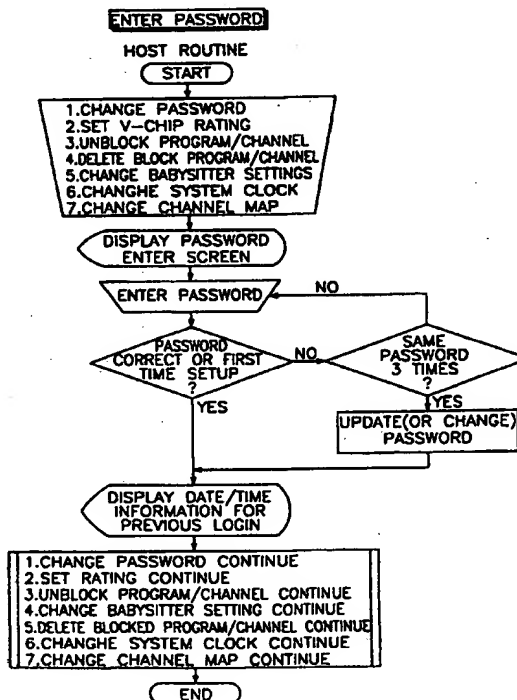 ENTER PASSWORD
HOST ROUTINE
START
1.CHANGE PASSWORD
2.SET V-CHIP RATING
3.UNBLOCK PROGRAM/CHANNEL
4.DELETE BLOCK PROGRAM/CHANNEL
5.CHANGE BABYSITTER SETTINGS
6.CHANGHE SYSTEM CLOCK
7.CHANGE CHANNEL MAP
DISPLAY PASSWORD
ENTER SCREEN
ENTER PASSWORD
NO
PASSWORD
CORRECT OR FIRST
TIME SETUP
?
NO
SAME
PASSWORD
3 TIMES
?
YES
YES
UPDATE(OR CHANGE)
PASSWORD
DISPLAY DATE/TIME
INFORMATION FOR
PREVIOUS LOGIN
1.CHANGE PASSWORD CONTINUE
2.SET RATING CONTINUE
3.UNBLOCK PROGRAM/CHANNEL CONTINUE
4.CHANGE BABYSITTER SETTING CONTINUE
5.DELETE BLOCKED PROGRAM/CHANNEL CONTINUE
6.CHANGHE SYSTEM CLOCK CONTINUE
7.CHANGE CHANNEL MAP CONTINUE
END